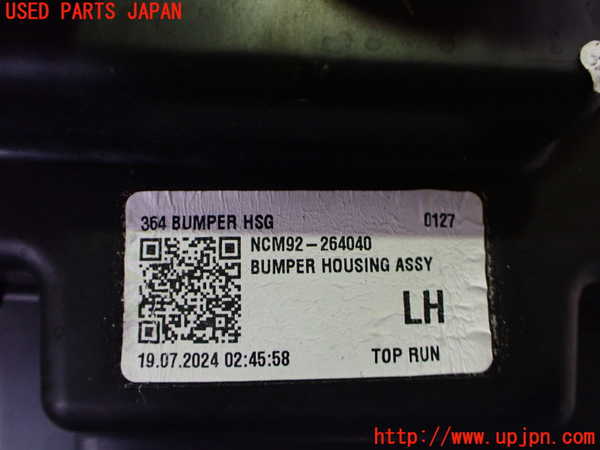 USED PARTS JAPAN
364 BUMPER HSG 0127
NCM92-264040
BUMPER HOUSING ASSY
LH
19.07.2024 02:45:58 TOP RUN
http://www.upjpn.com/